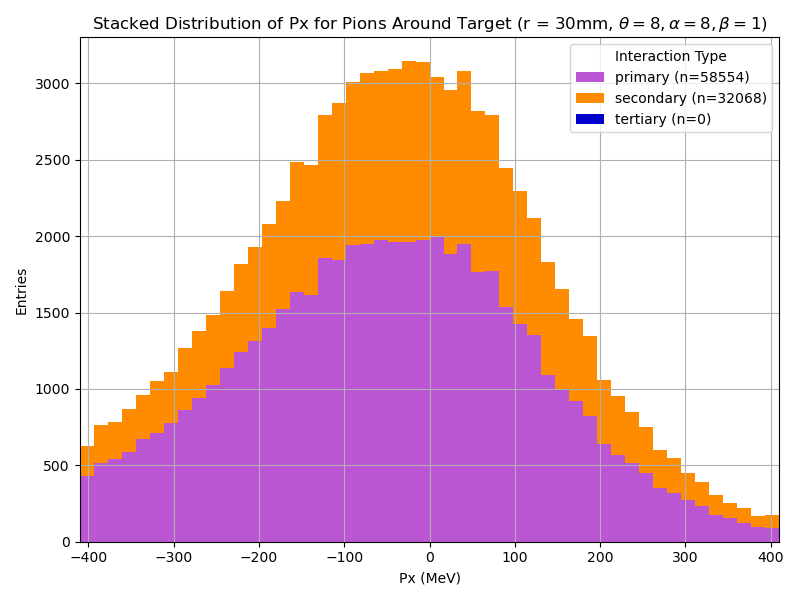 Stacked Distribution of Px for Pions Around Target (r = 30mm, θ = 8, α = 8, β = 1)
Interaction Type
primary (n=58554)
secondary (n=32068)
tertiary (n=0)
Entries
3000
2500
2000
1500
1000
500
0
−400 −300 −200 −100 0 100 200 300 400
Px (MeV)